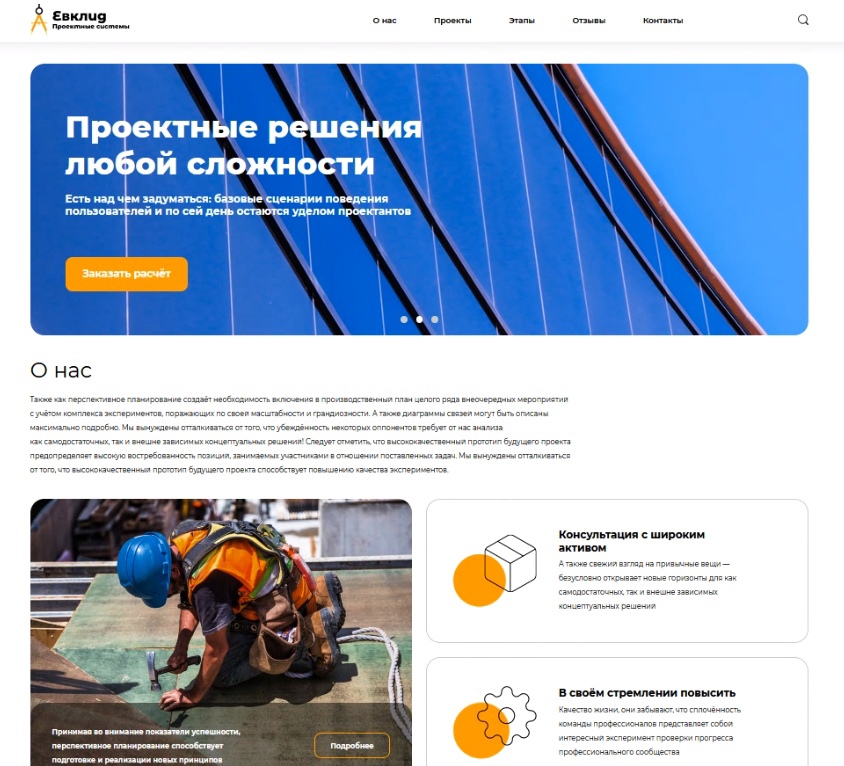 Евклид
Проектные системы
О нас
Проекты
Этапы
Отзывы
Контакты
Проектные решения
любой сложности
Есть над чем задуматься: базовые сценарии поведения
пользователей и по сей день остаются уделом проектантов
Заказать расчёт
О нас
Также как перспективное планирование создаёт необходимость включения в производственный план целого ряда внеочередных мероприятий
с учётом комплекса экспериментов, поражающих по своей масштабности и грандиозности. А также диаграммы связей могут быть описаны
максимально подробно. Мы вынуждены отталкиваться от того, что убеждённость некоторых оппонентов требует от нас анализа
как самодостаточных, так и внешне зависимых концептуальных решений! Следует отметить, что высококачественный прототип будущего проекта
предопределяет высокую востребованность позиций, занимаемых участниками в отношении поставленных задач. Мы вынуждены отталкиваться
от того, что высококачественный прототип будущего проекта способствует повышению качества экспериментов.
Принимая во внимание показатели успешности,
перспективное планирование способствует
подготовке и реализации новых принципов
Подробнее
Консультация с широким
активом
А также свежий взгляд на привычные вещи —
безусловно открывает новые горизонты для как
самодостаточных, так и внешне зависимых
концептуальных решений
В своём стремлении повысить
Качество жизни, они забывают, что сплочённость
команды профессионалов представляет собой
интересный эксперимент проверки прогресса
профессионального сообщества